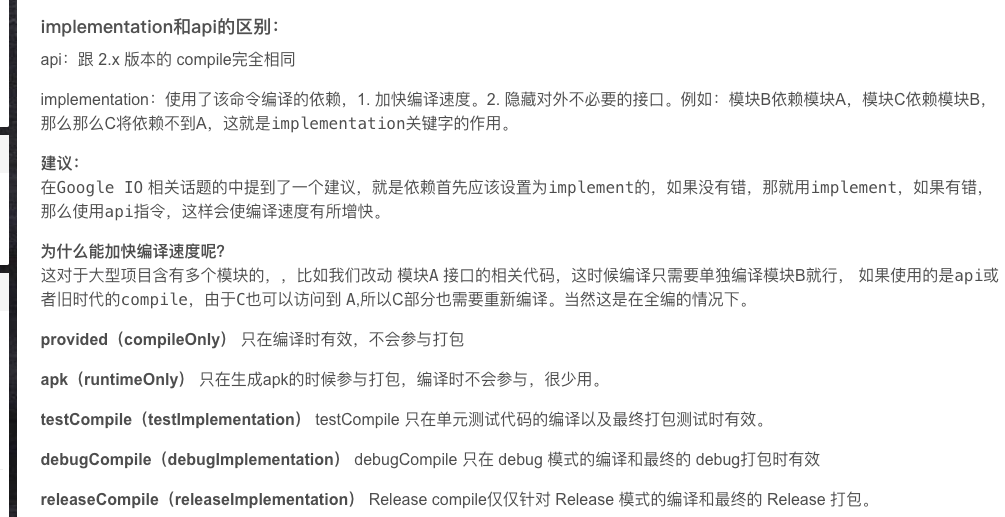 implementation和api的区别：
api：跟 2.x 版本的 compile完全相同
implementation：使用了该命令编译的依赖，1. 加快编译速度。2. 隐藏对外不必要的接口。例如：模块B依赖模块A，模块C依赖模块B，
那么那么C将依赖不到A，这就是implementation关键字的作用。
建议：
在Google IO 相关话题的中提到了一个建议，就是依赖首先应该设置为implement的，如果没有错，那就用implement，如果有错，
那么使用api指令，这样会使编译速度有所增快。
为什么能加快编译速度呢？
这对于大型项目含有多个模块的，，比如我们改动 模块A 接口的相关代码，这时候编译只需要单独编译模块B就行， 如果使用的是api或
者旧时代的compile，由于C也可以访问到 A,所以C部分也需要重新编译。当然这是在全编的情况下。
provided（compileOnly） 只在编译时有效，不会参与打包
apk（runtimeOnly） 只在生成apk的时候参与打包，编译时不会参与，很少用。
testCompile（testImplementation） testCompile 只在单元测试代码的编译以及最终打包测试时有效。
debugCompile（debugImplementation） debugCompile 只在 debug 模式的编译和最终的 debug打包时有效
releaseCompile（releaseImplementation） Release compile仅仅针对 Release 模式的编译和最终的 Release 打包。